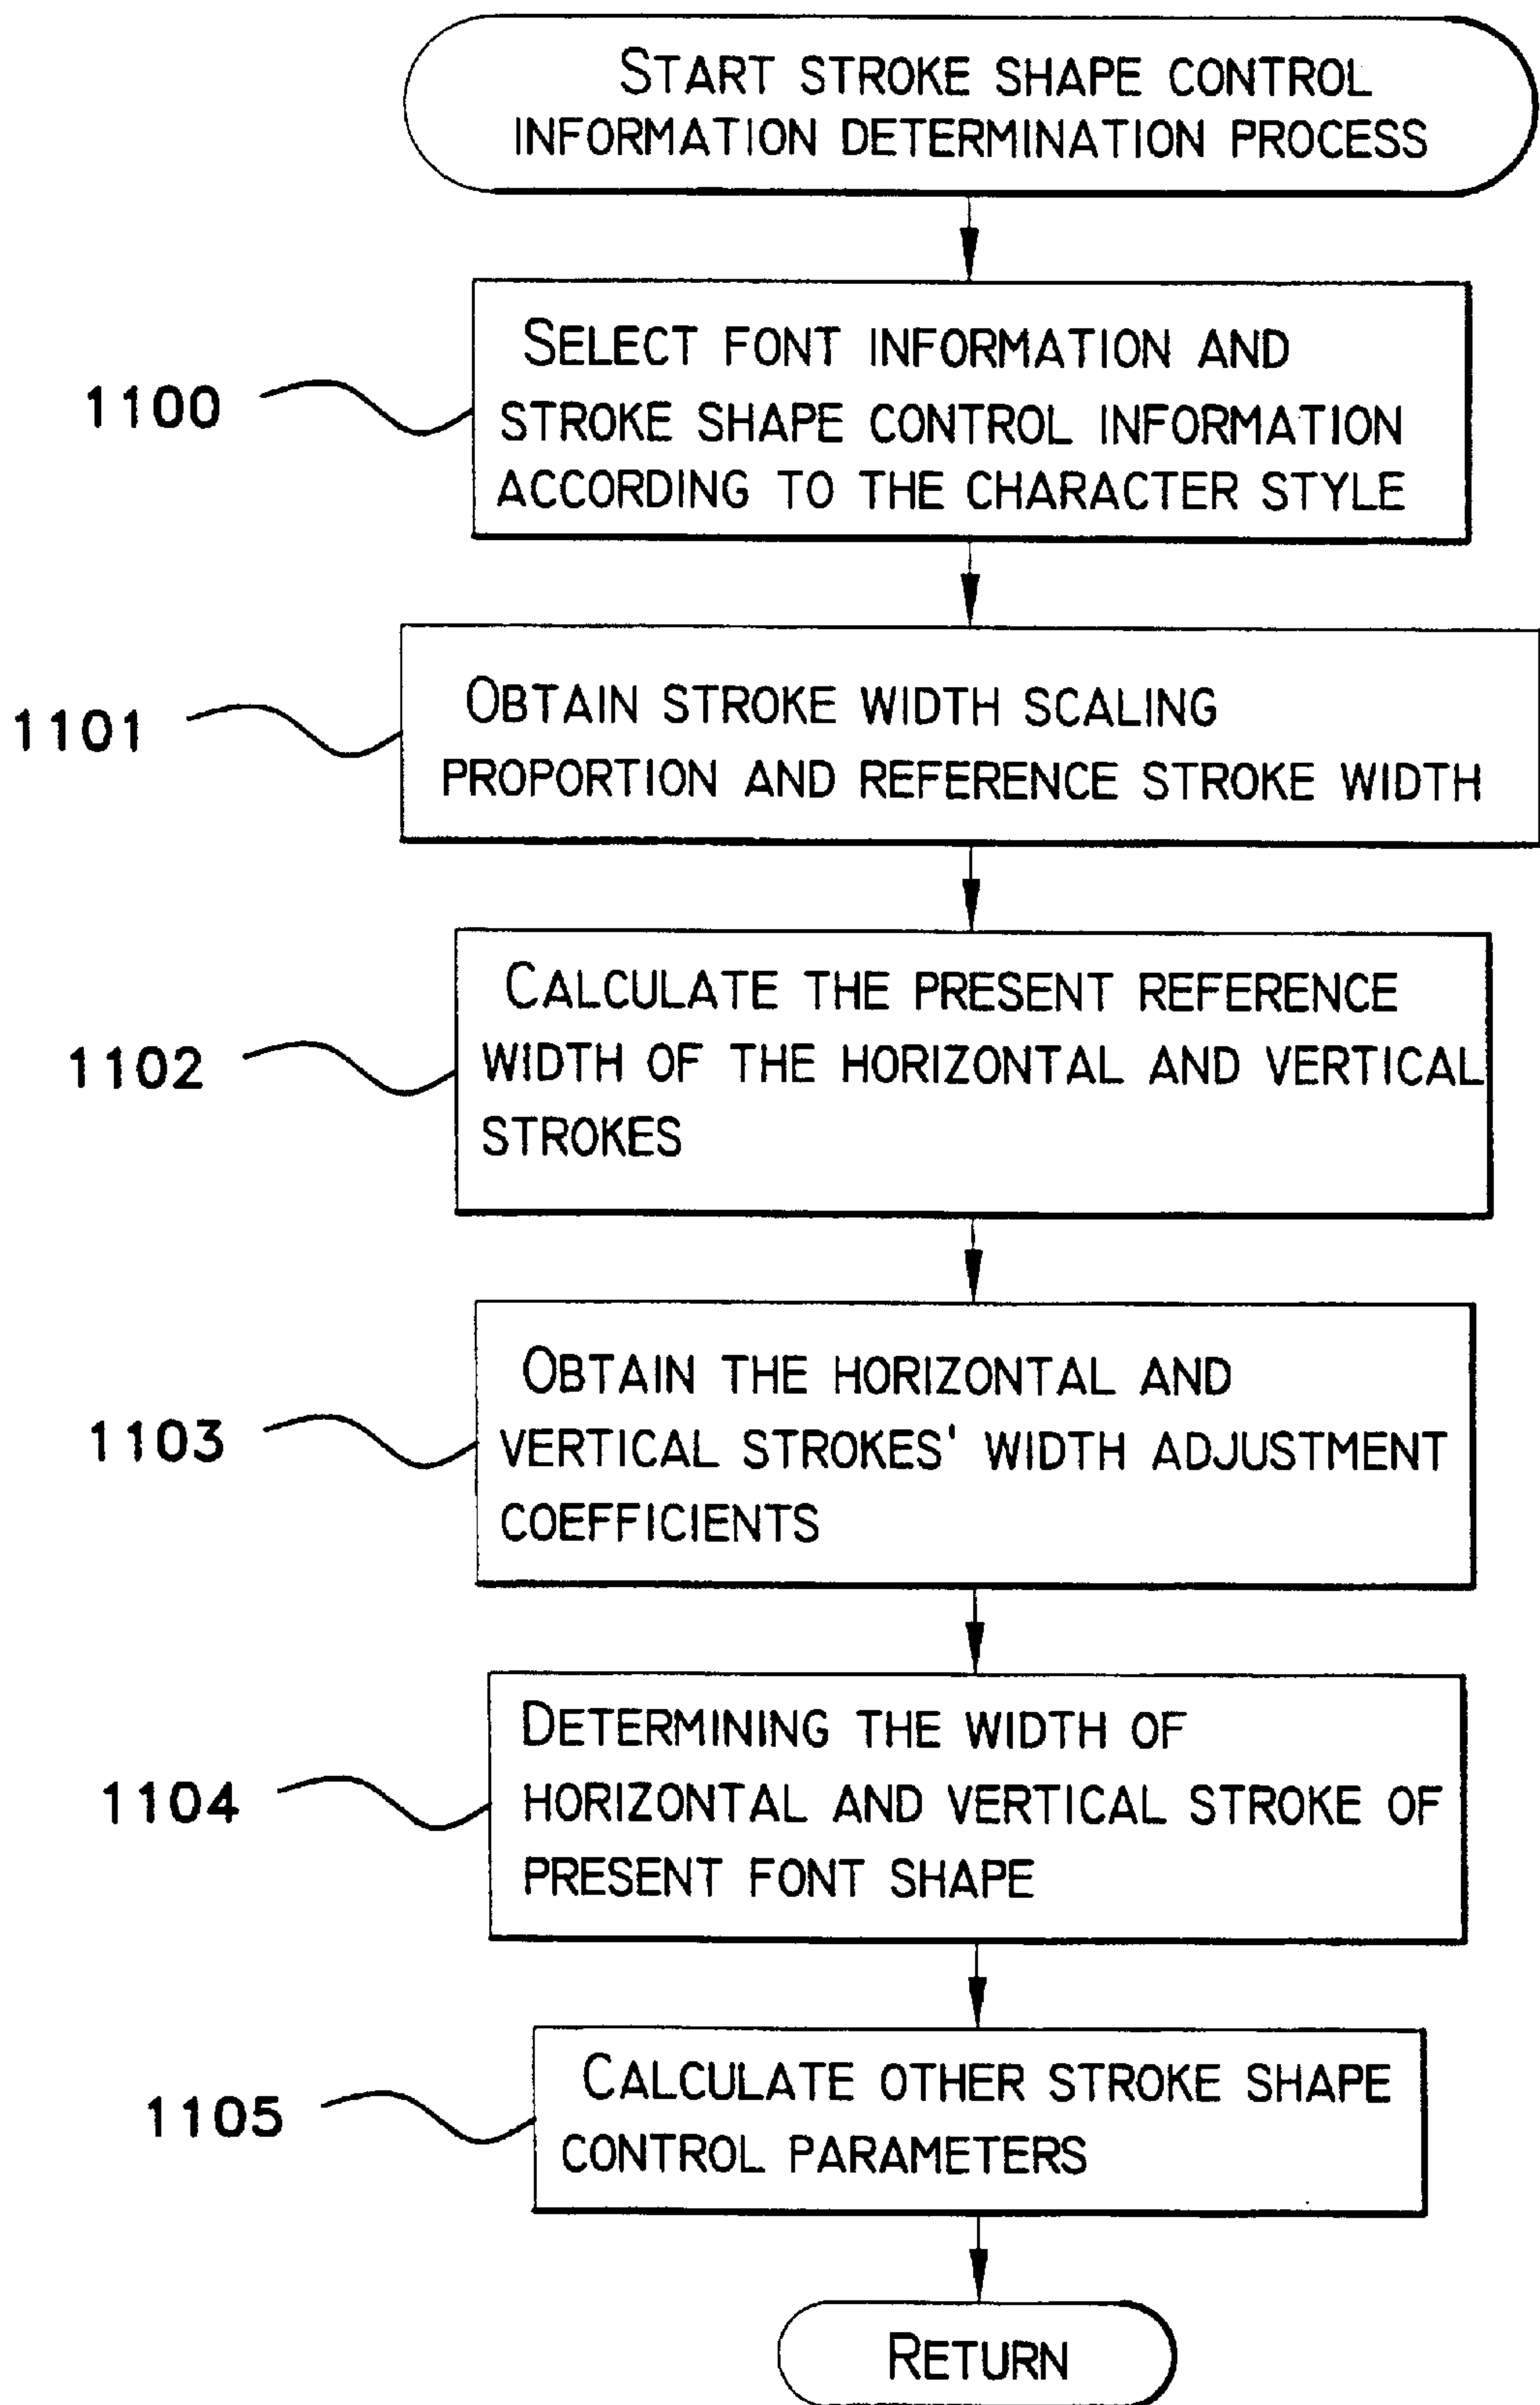 START STROKE SHAPE CONTROL
INFORMATION DETERMINATION PROCESS
1100
SELECT FONT INFORMATION AND
STROKE SHAPE CONTROL INFORMATION
ACCORDING TO THE CHARACTER STYLE
1101
OBTAIN STROKE WIDTH SCALING
PROPORTION AND REFERENCE STROKE WIDTH
1102
CALCULATE THE PRESENT REFERENCE
WIDTH OF THE HORIZONTAL AND VERTICAL
STROKES
1103
OBTAIN THE HORIZONTAL AND
VERTICAL STROKES' WIDTH ADJUSTMENT
COEFFICIENTS
1104
DETERMINING THE WIDTH OF
HORIZONTAL AND VERTICAL STROKE OF
PRESENT FONT SHAPE
1105
CALCULATE OTHER STROKE SHAPE
CONTROL PARAMETERS
RETURN